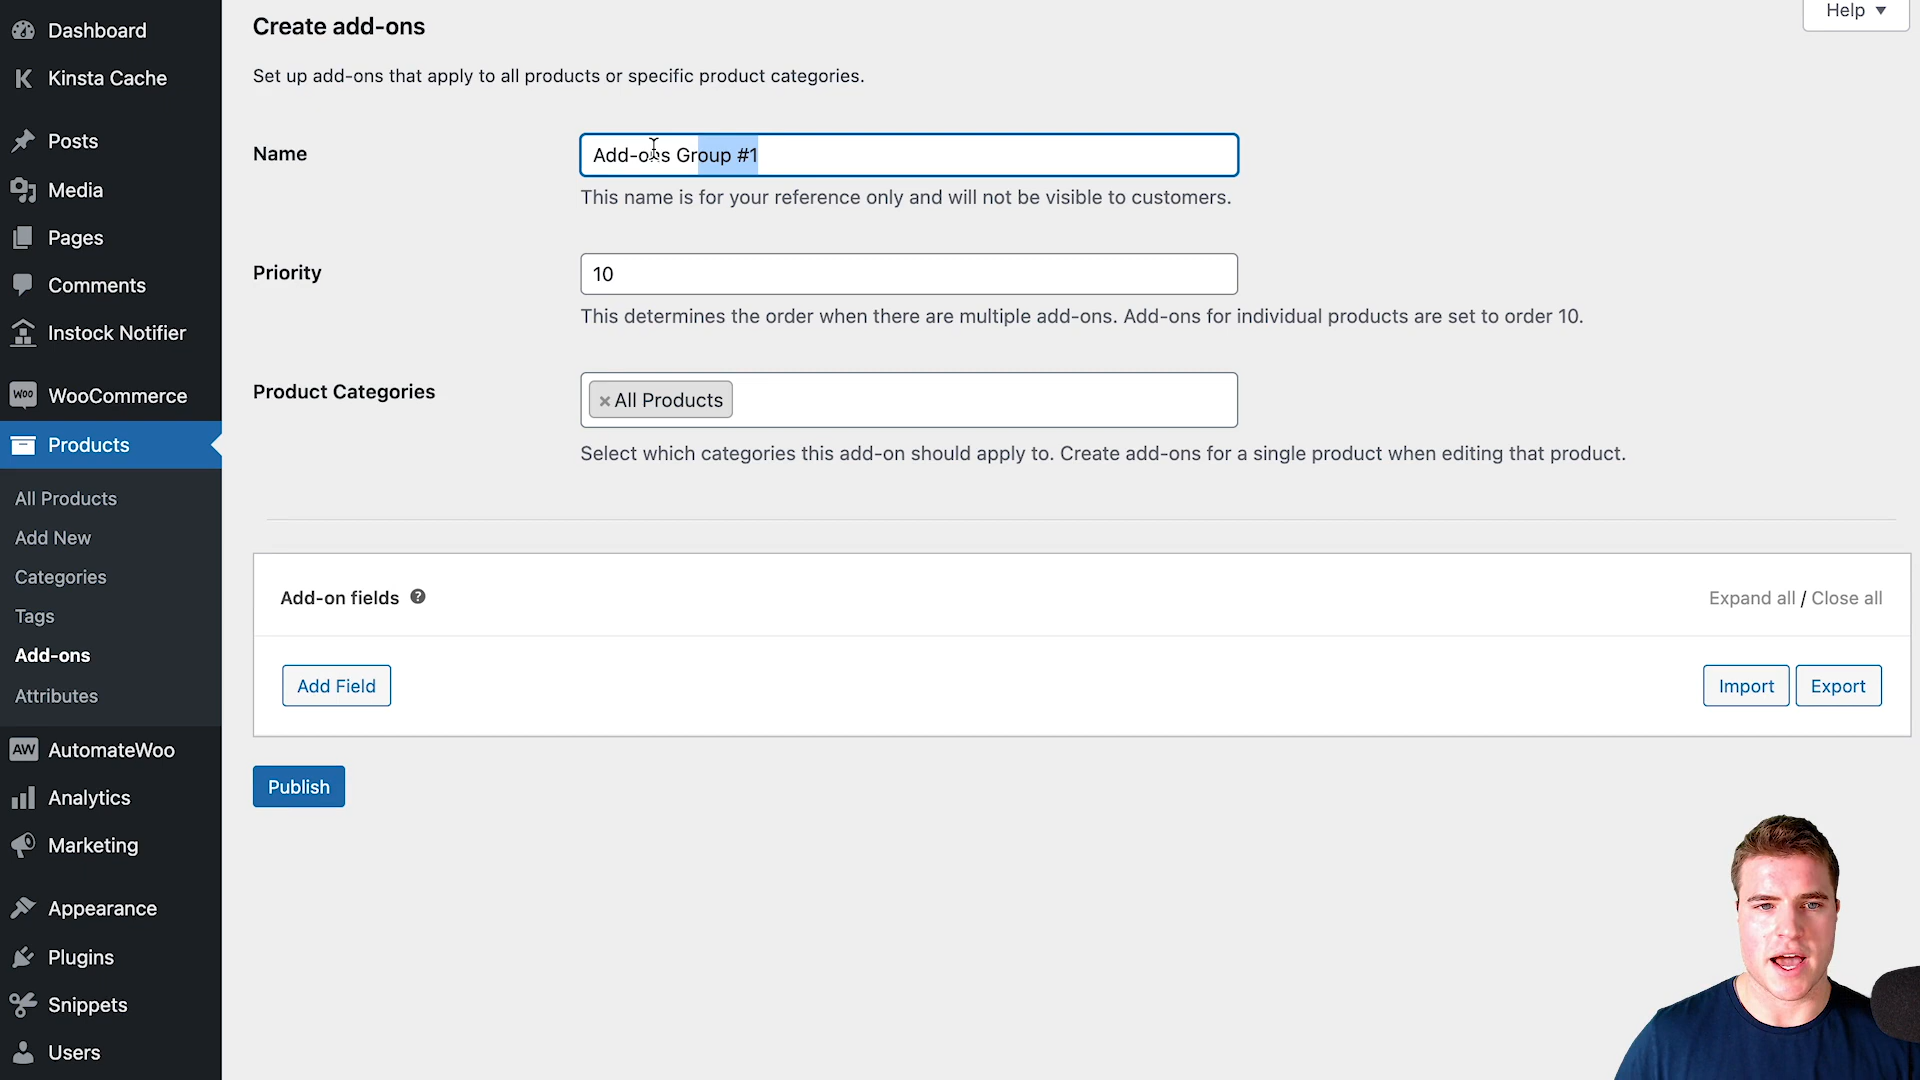 Dashboard
Kinsta Cache
Posts
Media
Pages
Comments
Instock Notifier
WOO WooCommerce
Products
All Products
Add New
Categories
Tags
Add-ons
Attributes
AW AutomateWoo
Analytics
Marketing
Appearance
Plugins
Snippets
Users
Help ▼
Create add-ons
Set up add-ons that apply to all products or specific product categories.
Name
Add-ons Group #1
This name is for your reference only and will not be visible to customers.
Priority
10
This determines the order when there are multiple add-ons. Add-ons for individual products are set to order 10.
Product Categories
× All Products
Select which categories this add-on should apply to. Create add-ons for a single product when editing that product.
Add-on fields ?
Expand all / Close all
Add Field
Import
Export
Publish